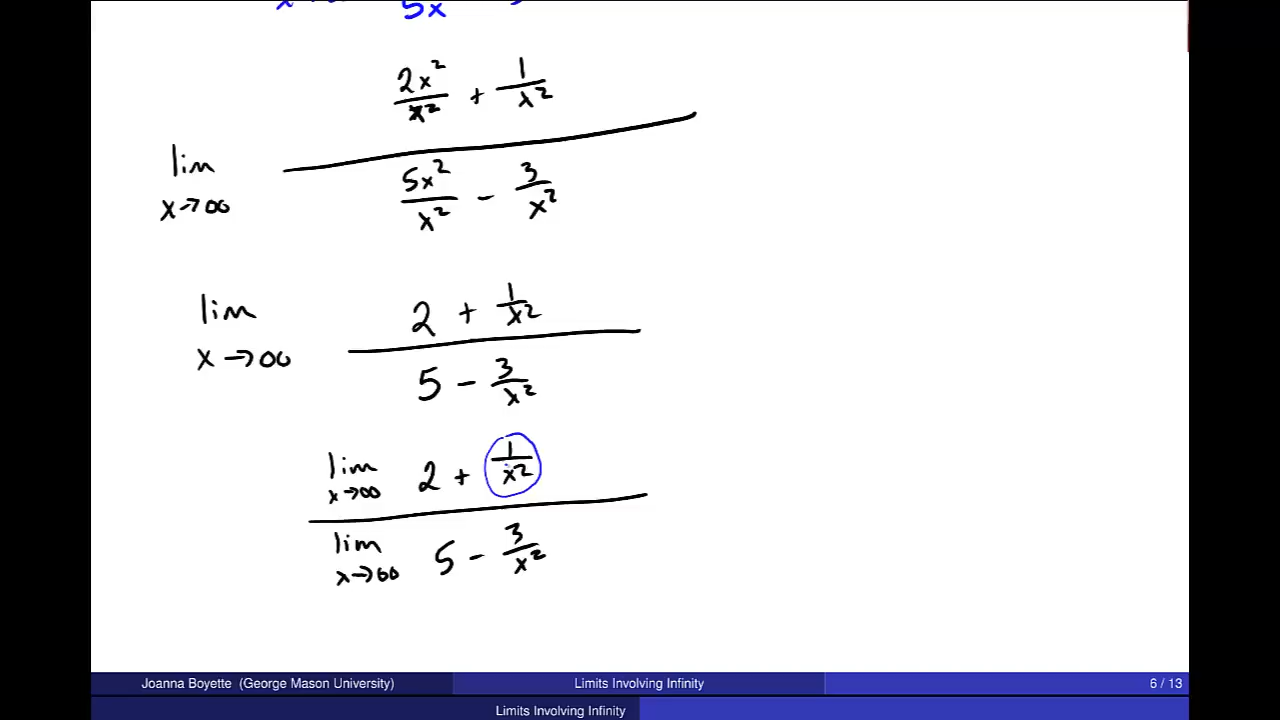 5x
2x² / x² + 1 / x²
lim x→∞
5x² / x² - 3 / x²
lim x→∞ 2 + 1 / x²
5 - 3 / x²
lim x→∞ 2 + 1 / x²
lim x→∞ 5 - 3 / x²
Joanna Boyette (George Mason University) Limits Involving Infinity 6 / 13
Limits Involving Infinity